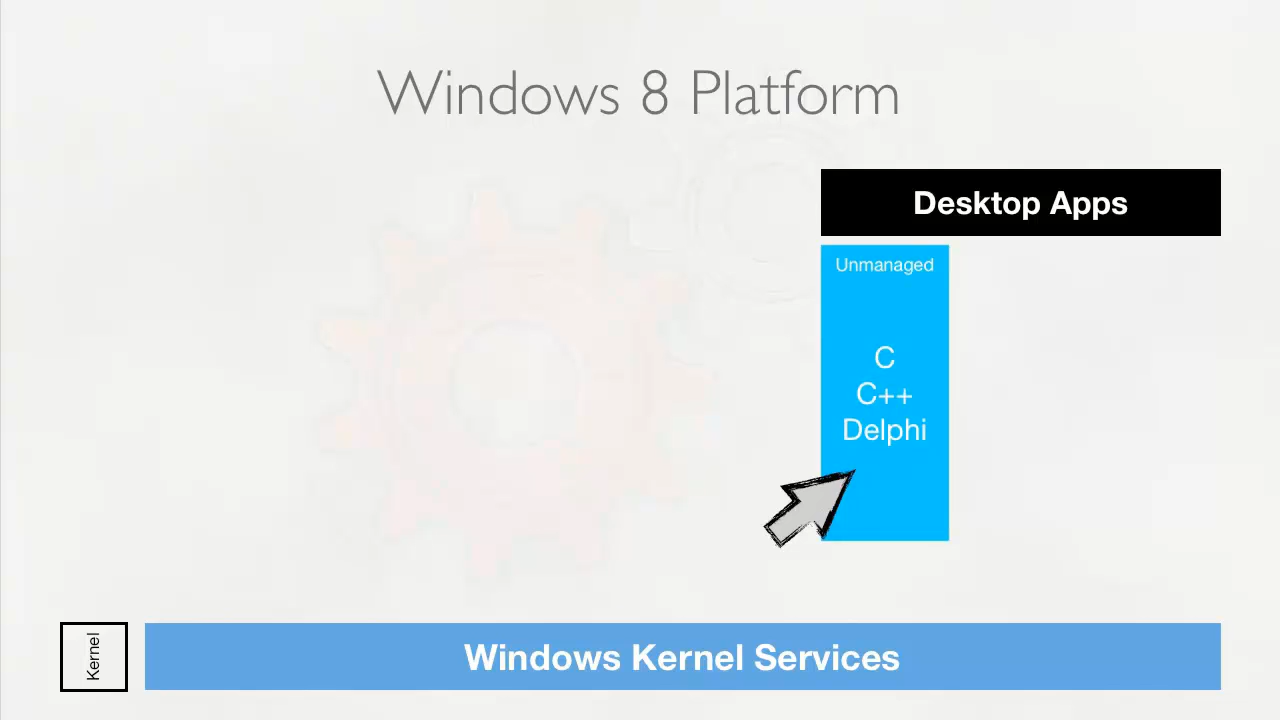 Windows 8 Platform
Desktop Apps
Unmanaged
C
C++
Delphi
Kernel
Windows Kernel Services